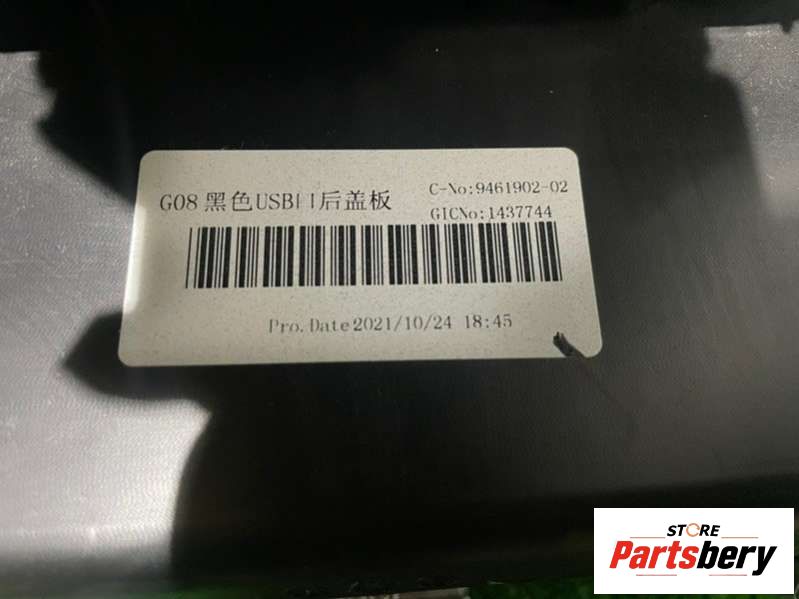 G08 黑色USB口后盖板
C-No:9461902-02
GICNo:1437744
Pro.Date2021/10/24 18:45
STORE
Partsbery